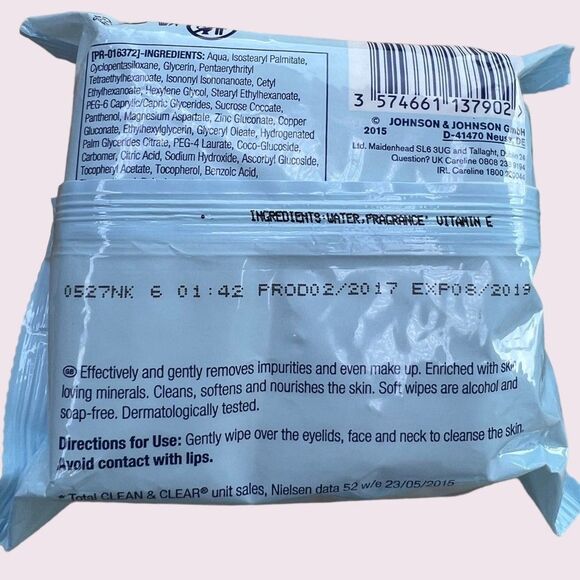 [PR-016372]-INGREDIENTS: Aqua, Isostearyl Palmitate,
Cyclopentasiloxane, Glycerin, Pentaerythrityl
Tetraethylhexanoate, Isononyl Isononanoate, Cetyl
Ethylhexanoate, Hexylene Glycol, Stearyl Ethylhexanoate,
PEG-6 Caprylic/Capric Glycerides, Sucrose Cocoate,
Panthenol, Magnesium Aspartate, Zinc Gluconate, Copper
Gluconate, Ethylhexylglycerin, Glyceryl Oleate, Hydrogenated
Palm Glycerides Citrate, PEG-4 Laurate, Coco-Glucoside,
Carbomer, Citric Acid, Sodium Hydroxide, Ascorbyl Glucoside,
Tocopheryl Acetate, Tocopherol, Benzoic Acid,
3 574661 137902
© JOHNSON & JOHNSON GmbH
2015 D-41470 Neuss, DE
Ltd. Maidenhead SL6 3UG and Tallaght, Dublin 24
Question? UK Careline 0808 238
IRL Careline 1800
INGREDIENTS:WATER,FRAGRANCE' VITAMIN E
0527NK 6 01:42 PROD02/2017 EXP08/2019
GB Effectively and gently removes impurities and even make up. Enriched with skin
loving minerals. Cleans, softens and nourishes the skin. Soft wipes are alcohol and
soap-free. Dermatologically tested.
Directions for Use: Gently wipe over the eyelids, face and neck to cleanse the skin.
Avoid contact with lips.
* Total CLEAN & CLEAR® unit sales, Nielsen data 52 w/e 23/05/2015